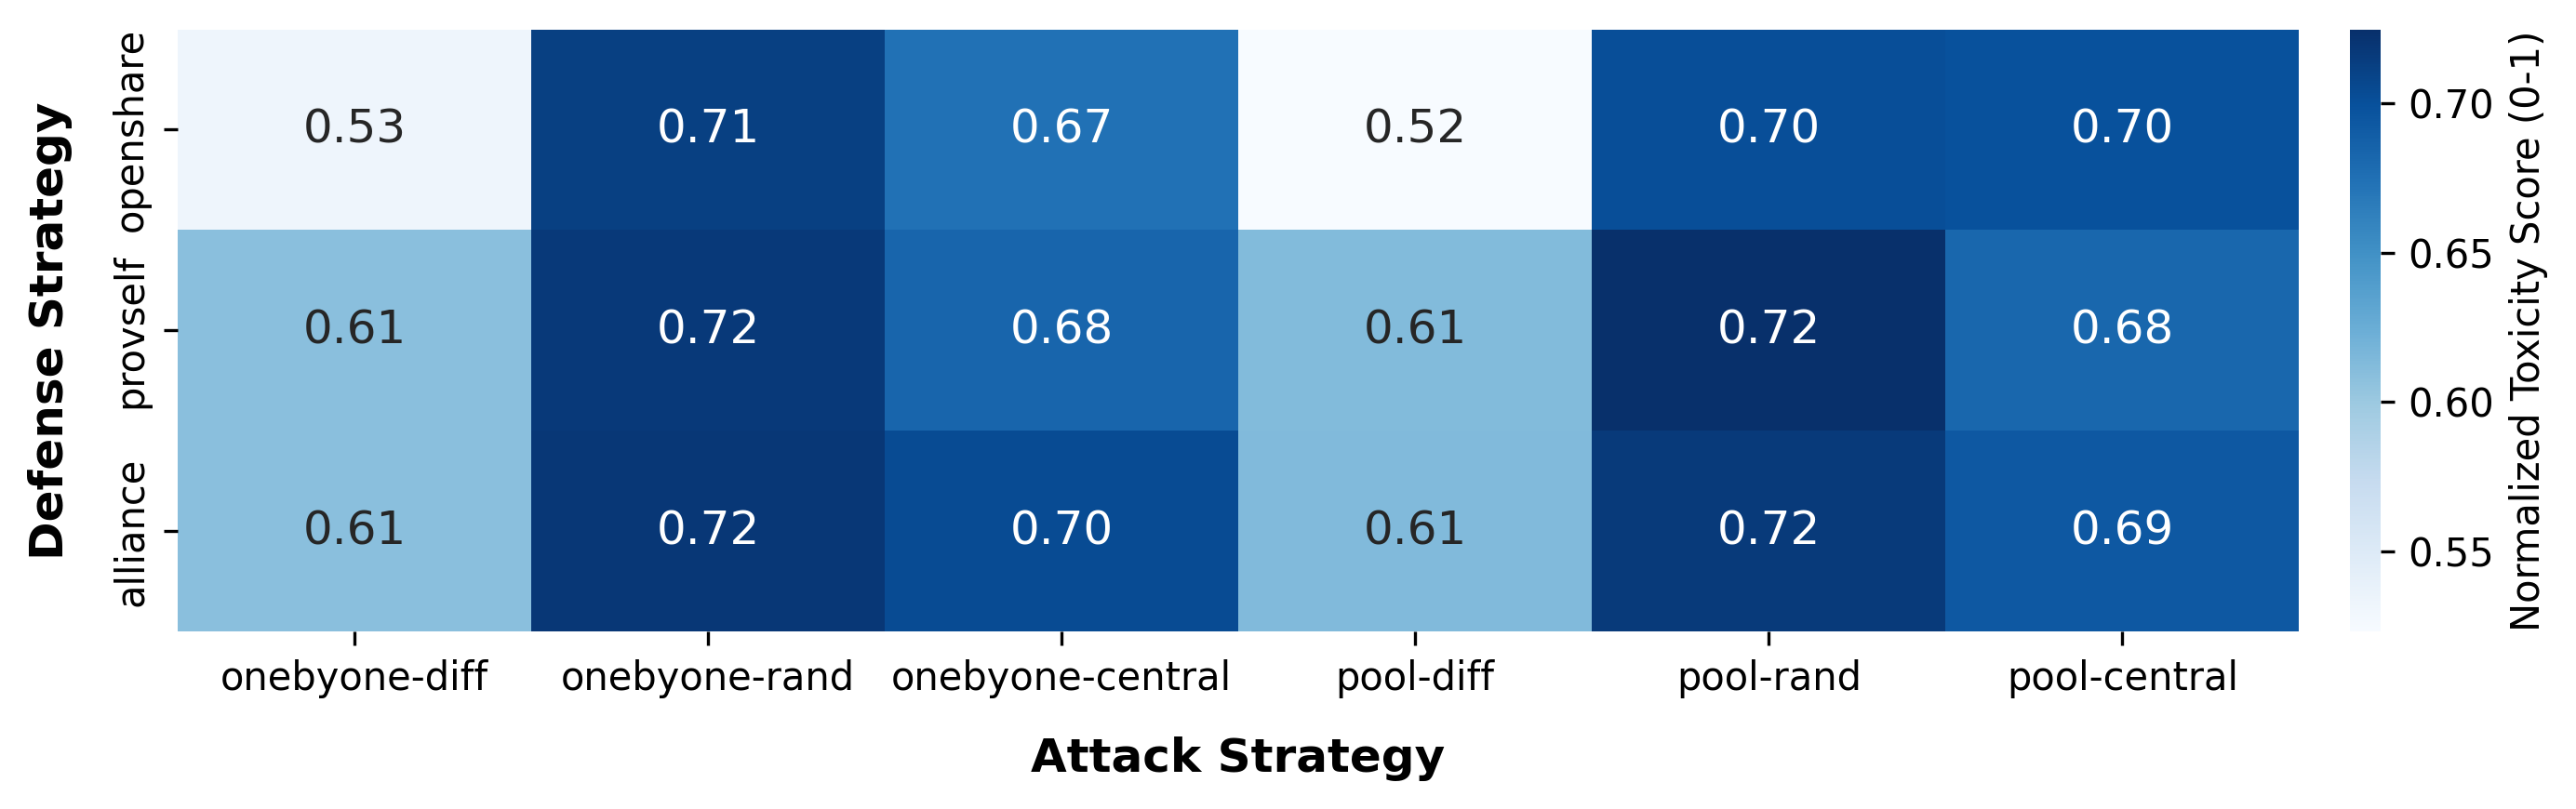 Defense Strategy
openshare
provself
alliance
0.53 0.71 0.67 0.52 0.70 0.70
0.61 0.72 0.68 0.61 0.72 0.68
0.61 0.72 0.70 0.61 0.72 0.69
onebyone-diff onebyone-rand onebyone-central pool-diff pool-rand pool-central
Attack Strategy
0.70
0.65
0.60
0.55
Normalized Toxicity Score (0-1)